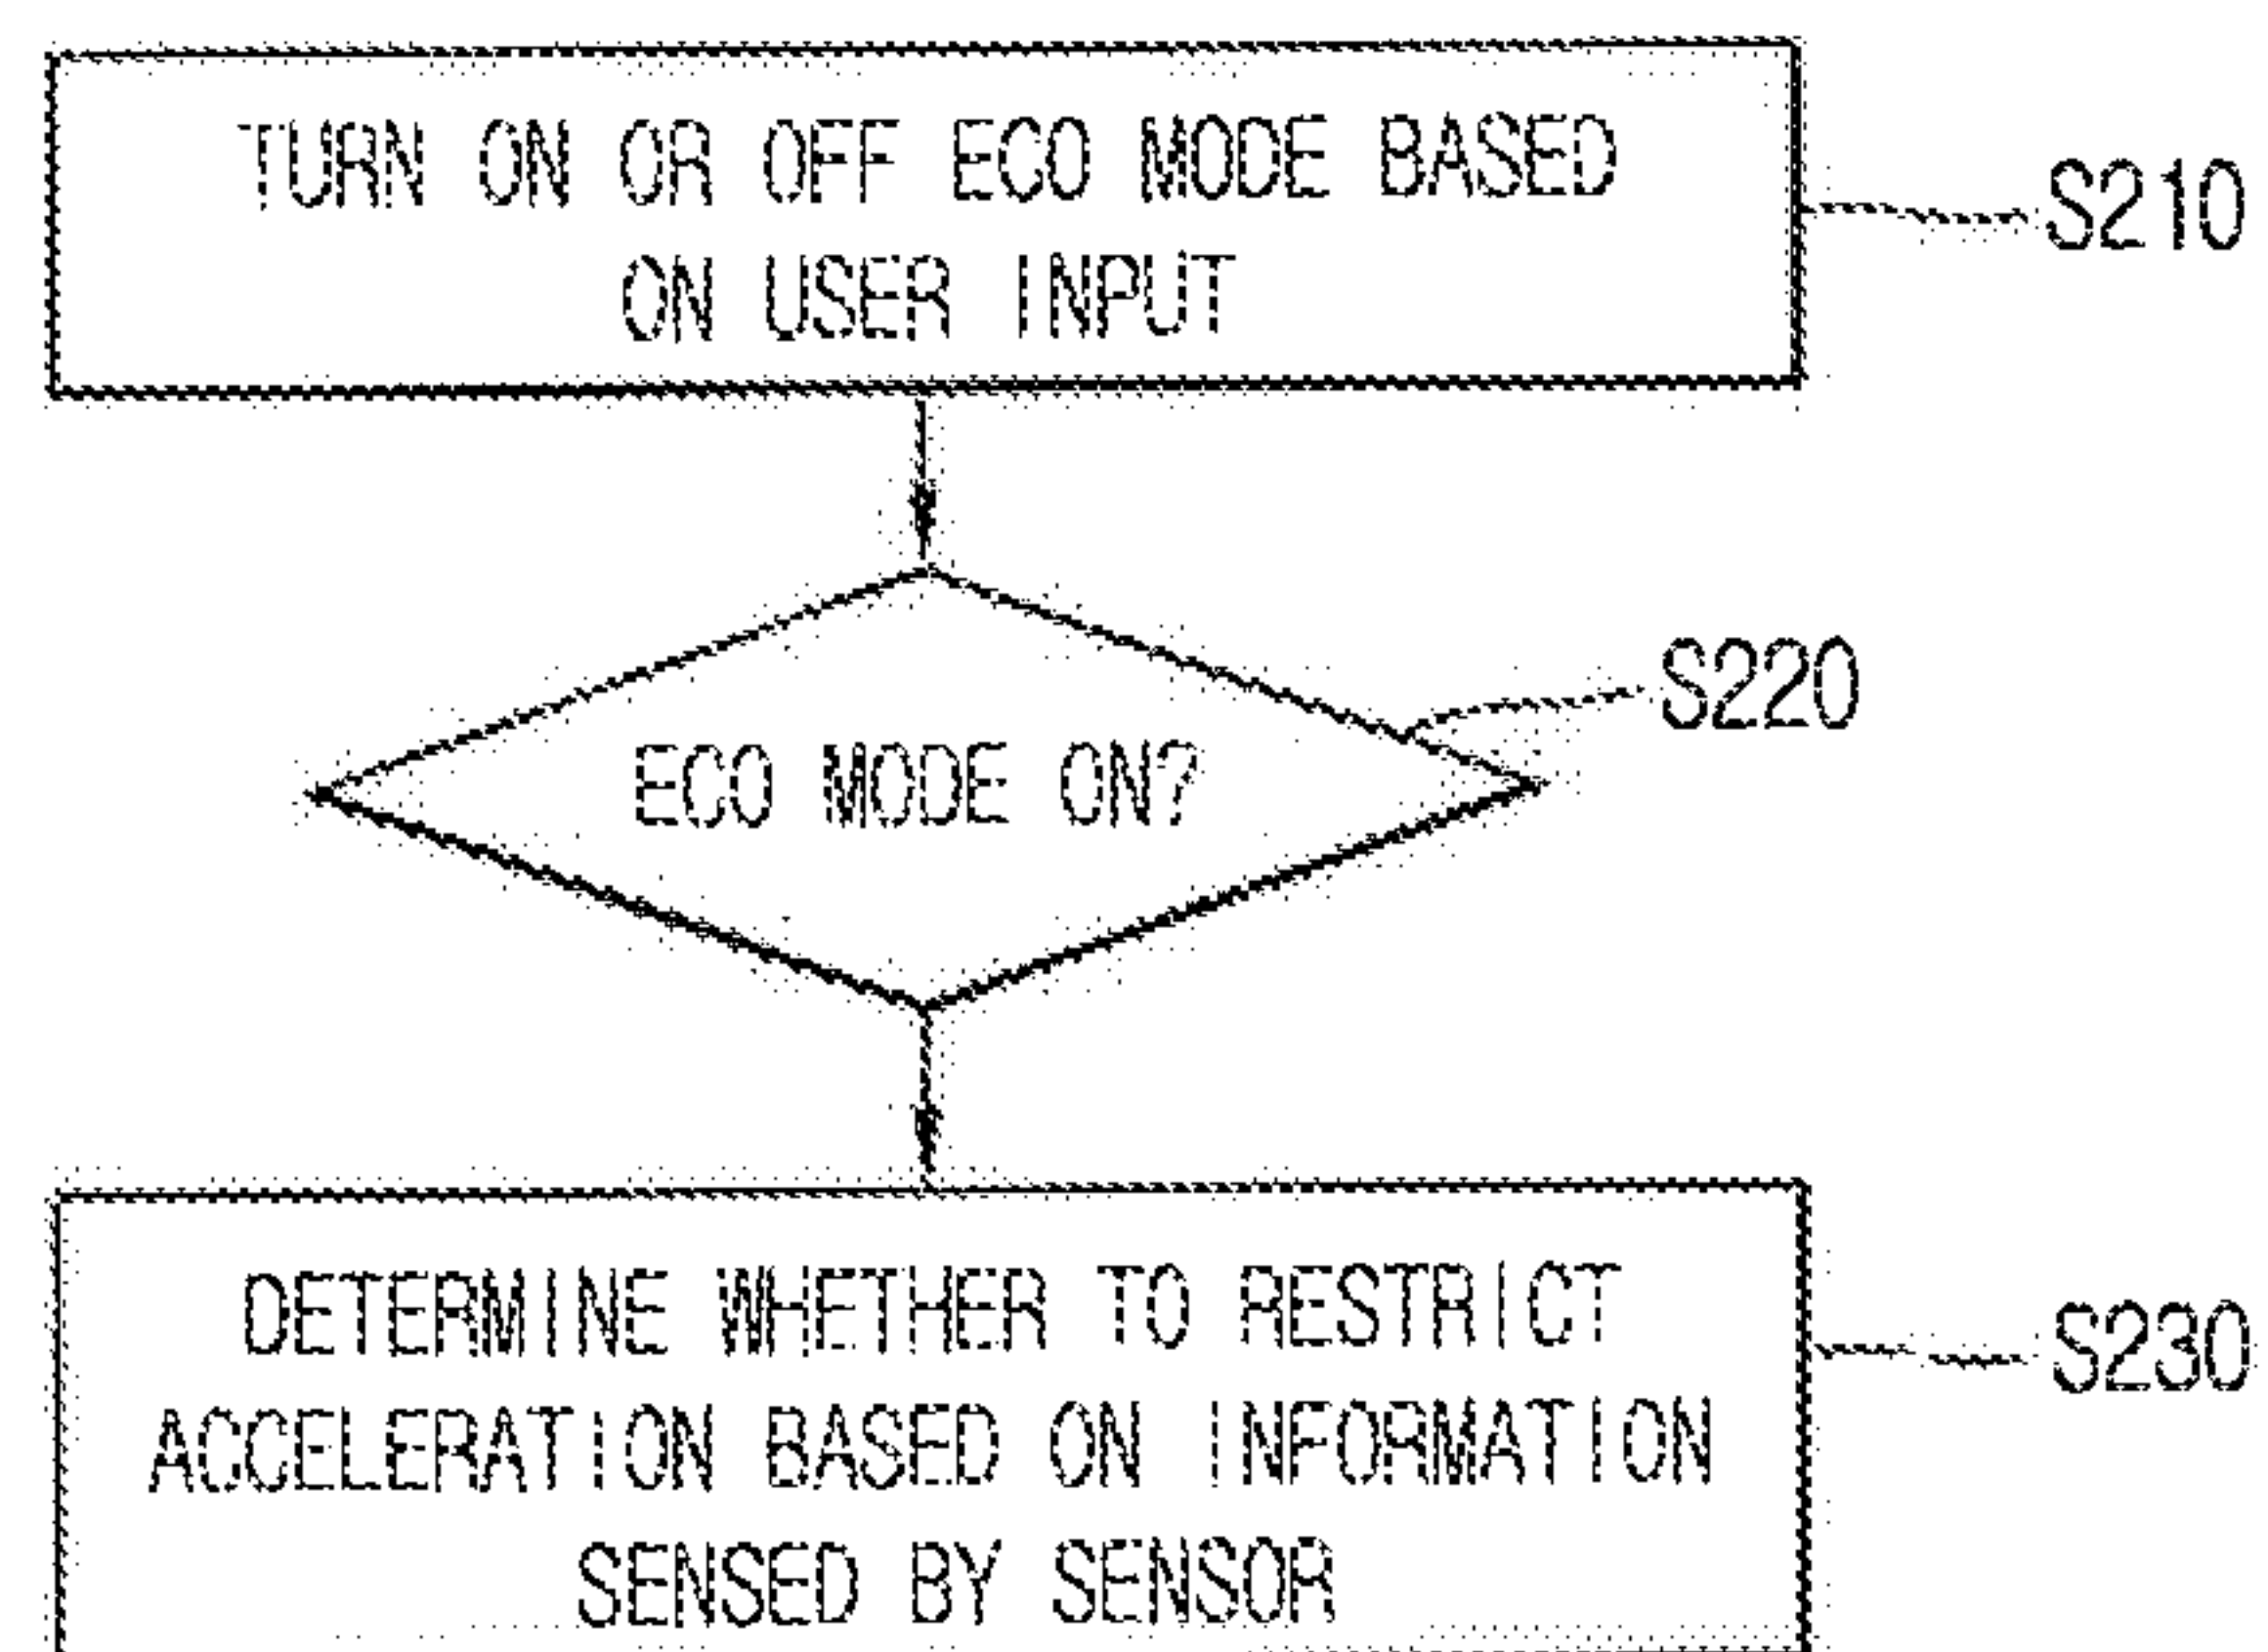 TURN ON OR OFF ECO MODE BASED
ON USER INPUT
S210
ECO MODE ON?
S220
DETERMINE WHETHER TO RESTRICT
ACCELERATION BASED ON INFORMATION
SENSED BY SENSOR
S230